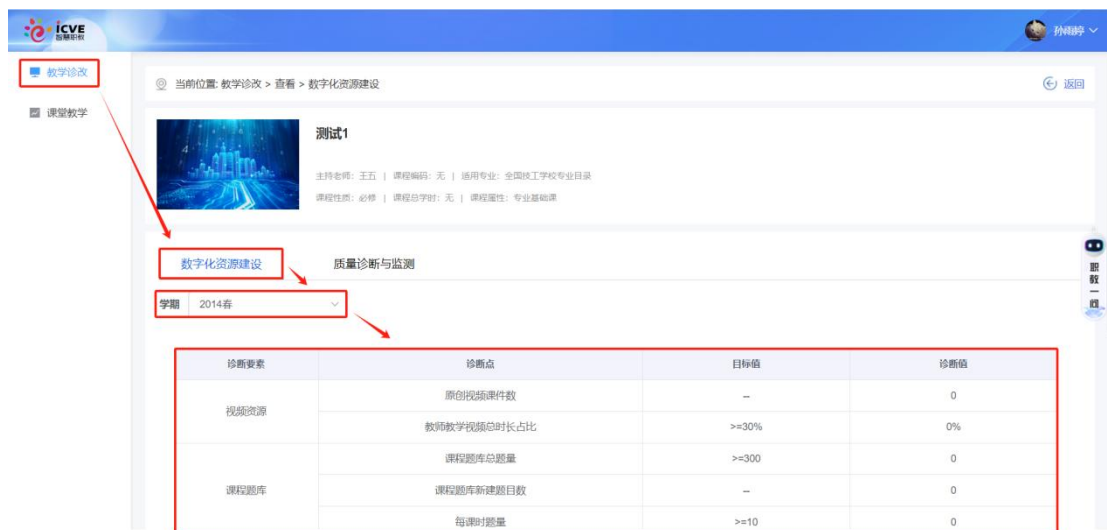 icve
智慧职教
孙雨婷
教学诊改
课堂教学
当前位置: 教学诊改 > 查看 > 数字化资源建设
返回
测试1
主持老师：王五 | 课程编码：无 | 适用专业：全国技工学校专业目录
课程性质：必修 | 课程总学时：无 | 课程属性：专业基础课
数字化资源建设 质量诊断与监测
职教一问
学期 2014春
诊断要素 诊断点 目标值 诊断值
视频资源
原创视频课件数 -- 0
教师教学视频总时长占比 >=30% 0%
课程题库
课程题库总题量 >=300 0
课程题库新建题目数 -- 0
每课时题量 >=10 0